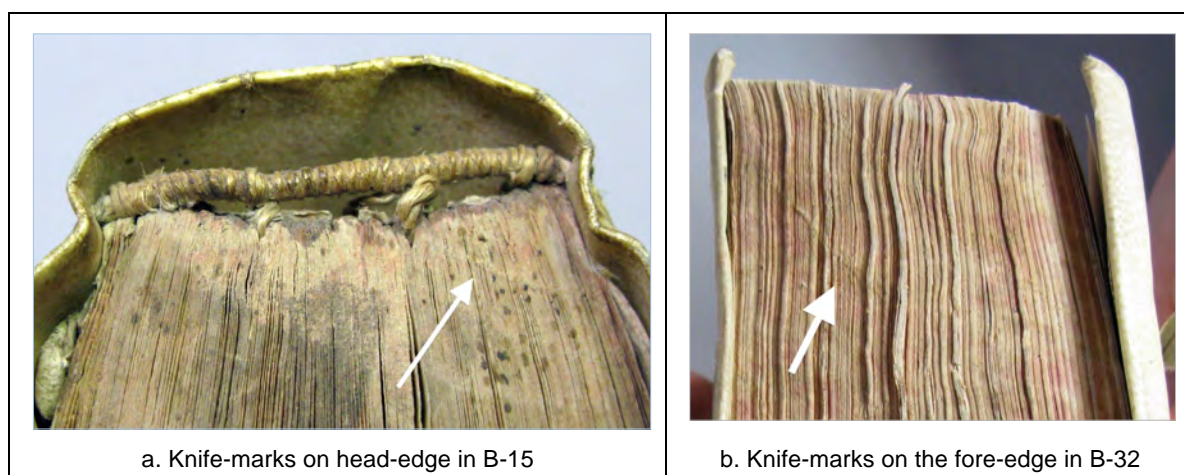 a. Knife-marks on head-edge in B-15
b. Knife-marks on the fore-edge in B-32